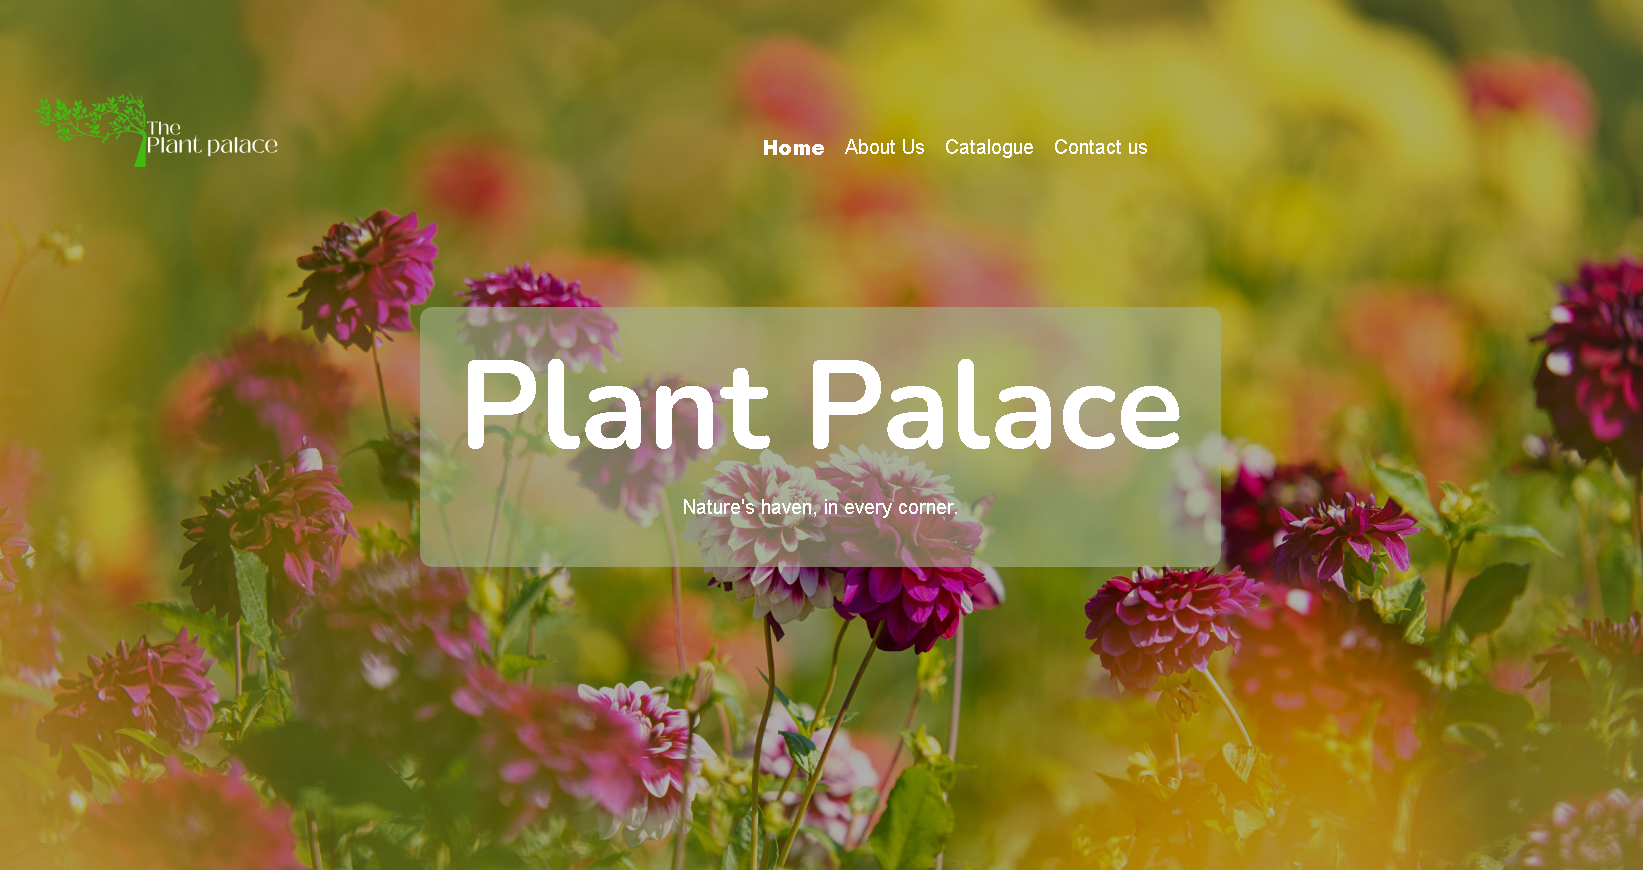 The
Plant palace
Home About Us Catalogue Contact us
Plant Palace
Nature's haven, in every corner.